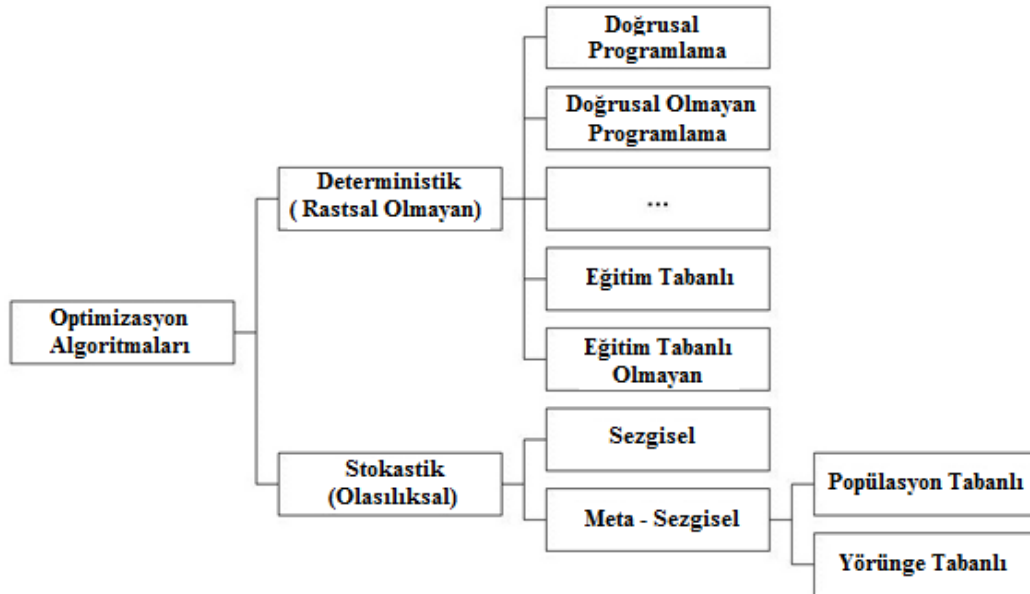 Doğrusal
Programlama
Doğrusal Olmayan
Programlama
Deterministik
( Rastsal Olmayan)
...
Eğitim Tabanlı
Optimizasyon
Algoritmaları
Eğitim Tabanlı
Olmayan
Sezgisel
Stokastik
(Olasılıksal)
Popülasyon Tabanlı
Meta - Sezgisel
Yörünge Tabanlı